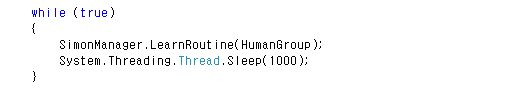 while (true)
{
SimonManager.LearnRoutine(HumanGroup);
System.Threading.Thread.Sleep(1000);
}